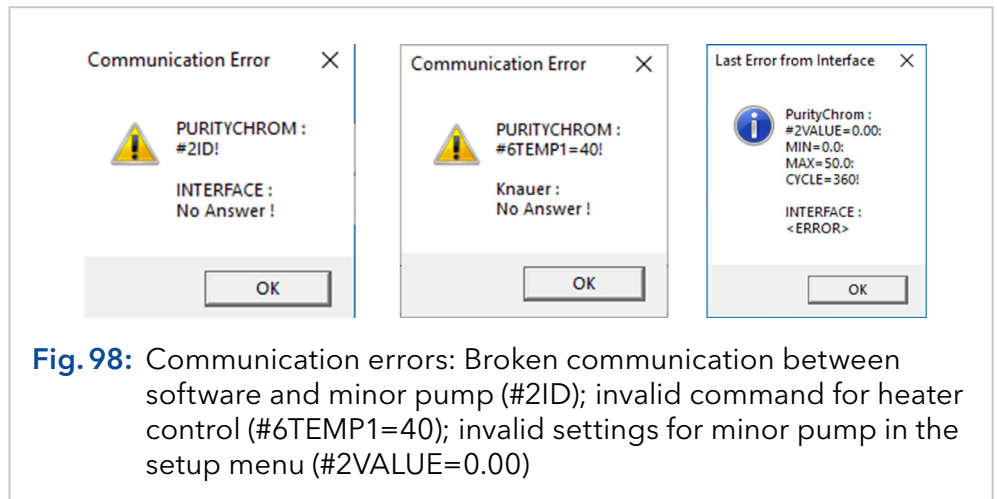 Communication Error
PURITYCHROM :
#2ID!
INTERFACE :
No Answer !
OK
Communication Error
PURITYCHROM :
#6TEMP1=40!
Knauer :
No Answer !
OK
Last Error from Interface
PurityChrom :
#2VALUE=0.00:
MIN=0.0:
MAX=50.0:
CYCLE=360!
INTERFACE :
<ERROR>
OK
Fig. 98: Communication errors: Broken communication between
software and minor pump (#2ID); invalid command for heater
control (#6TEMP1=40); invalid settings for minor pump in the
setup menu (#2VALUE=0.00)